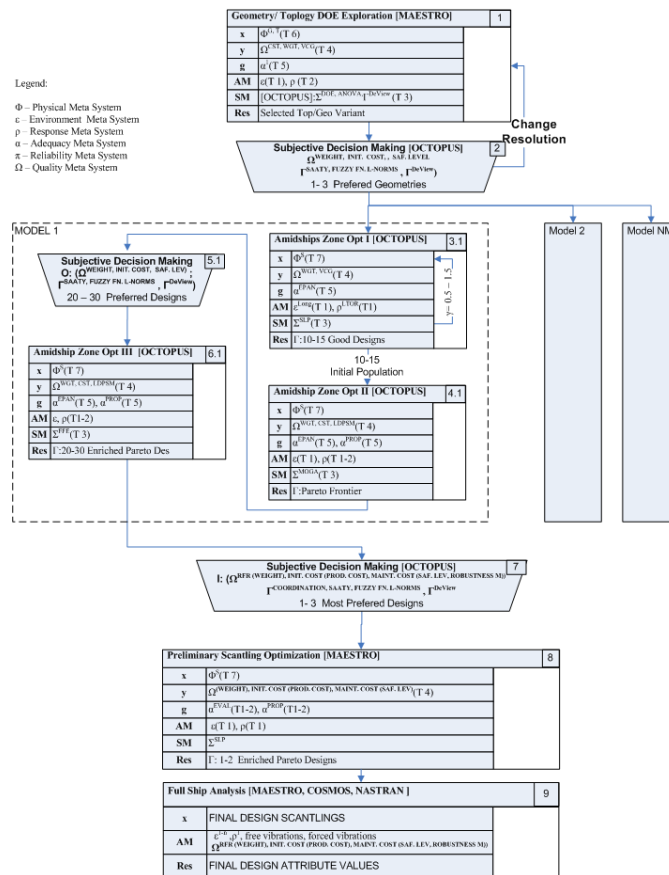 Geometry/ Toplogy DOE Exploration [MAESTRO] 1
x Φ^G, T(T 6)
y Ω^CST, WGT, VCG(T 4)
g α^1(T 5)
AM ε(T 1), ρ (T 2)
SM [OCTOPUS]:Σ^DOE, ANOVA, Γ^DeView (T 3)
Res Selected Top/Geo Variant
Legend:
Φ – Physical Meta System
ε – Environment Meta System
ρ – Response Meta System
α – Adequacy Meta System
π – Reliability Meta System
Ω – Quality Meta System
Change
Resolution
Subjective Decision Making [OCTOPUS] 2
Ω^WEIGHT, INIT. COST, , SAF. LEVEL
Γ^SAATY, FUZZY FN. L-NORMS, Γ^DeView)
1- 3 Prefered Geometries
MODEL 1
Model 2
Model NM
Subjective Decision Making 5.1
O: (Ω^WEIGHT, INIT. COST, SAF. LEV) ;
Γ^SAATY, FUZZY FN. L-NORMS, Γ^DeView)
20 – 30 Preferred Designs
Amidships Zone Opt I [OCTOPUS] 3.1
x Φ^S(T 7)
y Ω^WGT, VCG(T 4)
g α^EPAN(T 5)
AM ε^Long(T 1), ρ^LTOR(T1)
SM Σ^SLP(T 3)
Res Γ:10-15 Good Designs
γ= 0.5 – 1.5
10-15
Initial Population
Amidship Zone Opt III [OCTOPUS] 6.1
x Φ^S(T 7)
y Ω^WGT, CST, LDPSM(T 4)
g α^EPAN(T 5), α^PROP(T 5)
AM ε, ρ(T1-2)
SM Σ^FFE(T 3)
Res Γ:20-30 Enriched Pareto Des
Amidship Zone Opt II [OCTOPUS] 4.1
x Φ^S(T 7)
y Ω^WGT, CST, LDPSM(T 4)
g α^EPAN(T 5), α^PROP(T 5)
AM ε(T 1), ρ(T 1-2)
SM Σ^MOGA(T 3)
Res Γ:Pareto Frontier
Subjective Decision Making [OCTOPUS] 7
I: (Ω^RFR (WEIGHT), INIT. COST (PROD. COST), MAINT. COST (SAF. LEV, ROBUSTNESS M))
Γ^COORDINATION, SAATY, FUZZY FN. L-NORMS, Γ^DeView
1- 3 Most Prefered Designs
Preliminary Scantling Optimization [MAESTRO] 8
x Φ^S(T 7)
y Ω^(WEIGHT), INIT. COST (PROD. COST), MAINT. COST (SAF. LEV)(T 4)
g α^EVAL(T1-2), α^PROP(T1-2)
AM ε(T 1), ρ(T 1)
SM Σ^SLP
Res Γ: 1-2 Enriched Pareto Designs
Full Ship Analysis [MAESTRO, COSMOS, NASTRAN ] 9
x FINAL DESIGN SCANTLINGS
AM free vibrations, forced vibrations
Ω^RFR (WEIGHT), INIT. COST (PROD. COST), MAINT. COST (SAF. LEV, ROBUSTNESS M))
Res FINAL DESIGN ATTRIBUTE VALUES